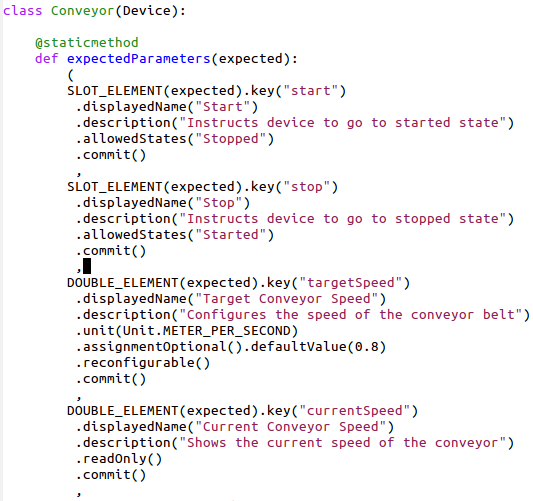 class Conveyor(Device):
@staticmethod
def expectedParameters(expected):
(
SLOT_ELEMENT(expected).key("start")
.displayedName("Start")
.description("Instructs device to go to started state")
.allowedStates("Stopped")
.commit()
,
SLOT_ELEMENT(expected).key("stop")
.displayedName("Stop")
.description("Instructs device to go to stopped state")
.allowedStates("Started")
.commit()
,
DOUBLE_ELEMENT(expected).key("targetSpeed")
.displayedName("Target Conveyor Speed")
.description("Configures the speed of the conveyor belt")
.unit(Unit.METER_PER_SECOND)
.assignmentOptional().defaultValue(0.8)
.reconfigurable()
.commit()
,
DOUBLE_ELEMENT(expected).key("currentSpeed")
.displayedName("Current Conveyor Speed")
.description("Shows the current speed of the conveyor")
.readOnly()
.commit()
,